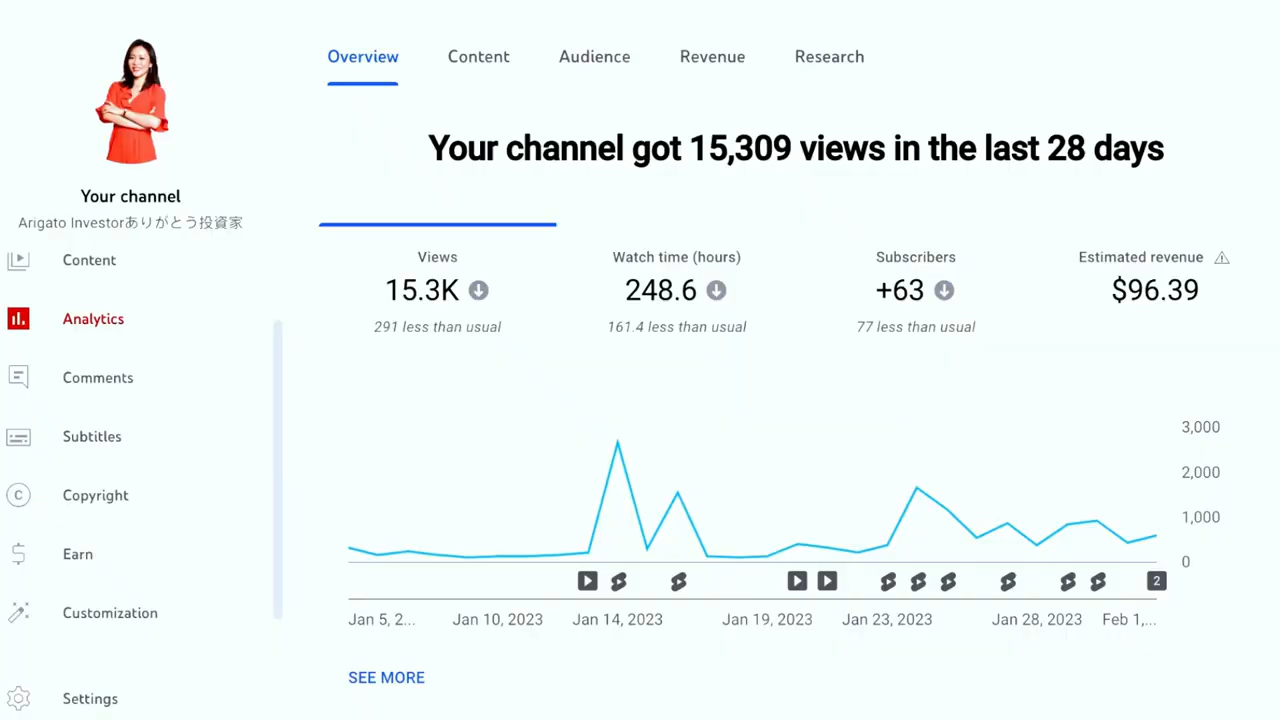 Overview
Content
Audience
Revenue
Research
Your channel got 15,309 views in the last 28 days
Your channel
Arigato Investorありがとう投資家
Content
Analytics
Comments
Subtitles
Copyright
Earn
Customization
Settings
Views
15.3K
291 less than usual
Watch time (hours)
248.6
161.4 less than usual
Subscribers
+63
77 less than usual
Estimated revenue
$96.39
3,000
2,000
1,000
0
2
Jan 5, 2...
Jan 10, 2023
Jan 14, 2023
Jan 19, 2023
Jan 23, 2023
Jan 28, 2023
Feb 1,...
SEE MORE